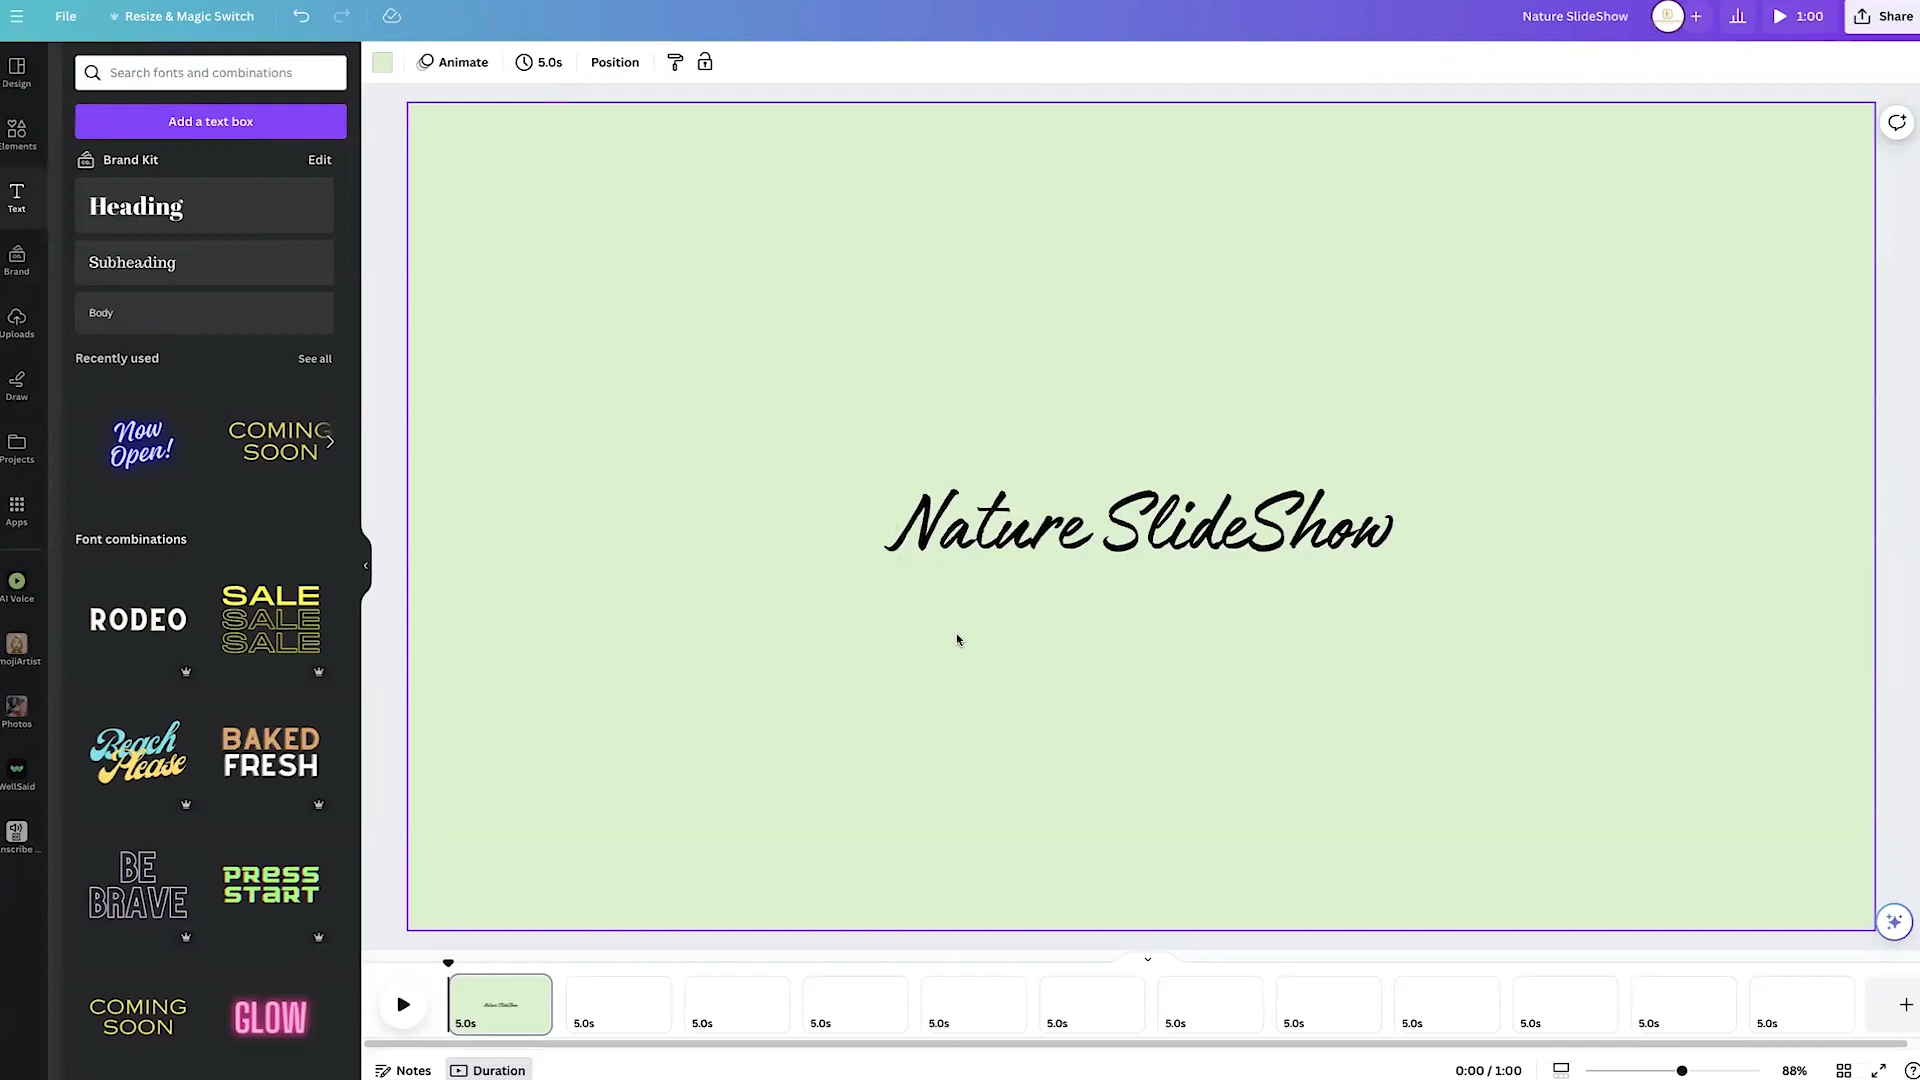 File
Resize & Magic Switch
Nature SlideShow
1:00
Share
Design
Elements
Text
Brand
Uploads
Draw
Projects
Apps
AI Voice
mojiArtist
Photos
WellSaid
nscribe ...
Search fonts and combinations
Add a text box
Brand Kit
Edit
Heading
Subheading
Body
Recently used
See all
Now
Open!
COMING
SOON
Font combinations
RODEO
SALE
SALE
SALE
Beach
Please
BAKED
FRESH
BE
BRAVE
PRESS
START
COMING
SOON
GLOW
Animate
5.0s
Position
Nature SlideShow
Nature SlideShow
5.0s
5.0s
5.0s
5.0s
5.0s
5.0s
5.0s
5.0s
5.0s
5.0s
5.0s
5.0s
Notes
Duration
0:00 / 1:00
88%